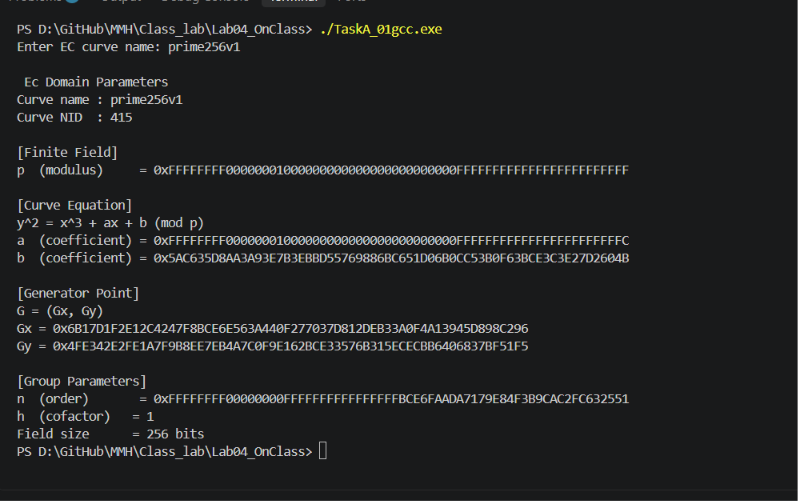 Terminal
PS D:\GitHub\MMH\Class_lab\Lab04_OnClass> ./TaskA_01gcc.exe
Enter EC curve name: prime256v1
Ec Domain Parameters
Curve name : prime256v1
Curve NID  : 415
[Finite Field]
p  (modulus)     = 0xFFFFFFFF00000001000000000000000000000000FFFFFFFFFFFFFFFFFFFFFFFF
[Curve Equation]
y^2 = x^3 + ax + b (mod p)
a  (coefficient) = 0xFFFFFFFF00000001000000000000000000000000FFFFFFFFFFFFFFFFFFFFFFFC
b  (coefficient) = 0x5AC635D8AA3A93E7B3EBBD55769886BC651D06B0CC53B0F63BCE3C3E27D2604B
[Generator Point]
G = (Gx, Gy)
Gx = 0x6B17D1F2E12C4247F8BCE6E563A440F277037D812DEB33A0F4A13945D898C296
Gy = 0x4FE342E2FE1A7F9B8EE7EB4A7C0F9E162BCE33576B315ECECBB6406837BF51F5
[Group Parameters]
n  (order)       = 0xFFFFFFFF00000000FFFFFFFFFFFFFFFFBCE6FAADA7179E84F3B9CAC2FC632551
h  (cofactor)   = 1
Field size      = 256 bits
PS D:\GitHub\MMH\Class_lab\Lab04_OnClass>